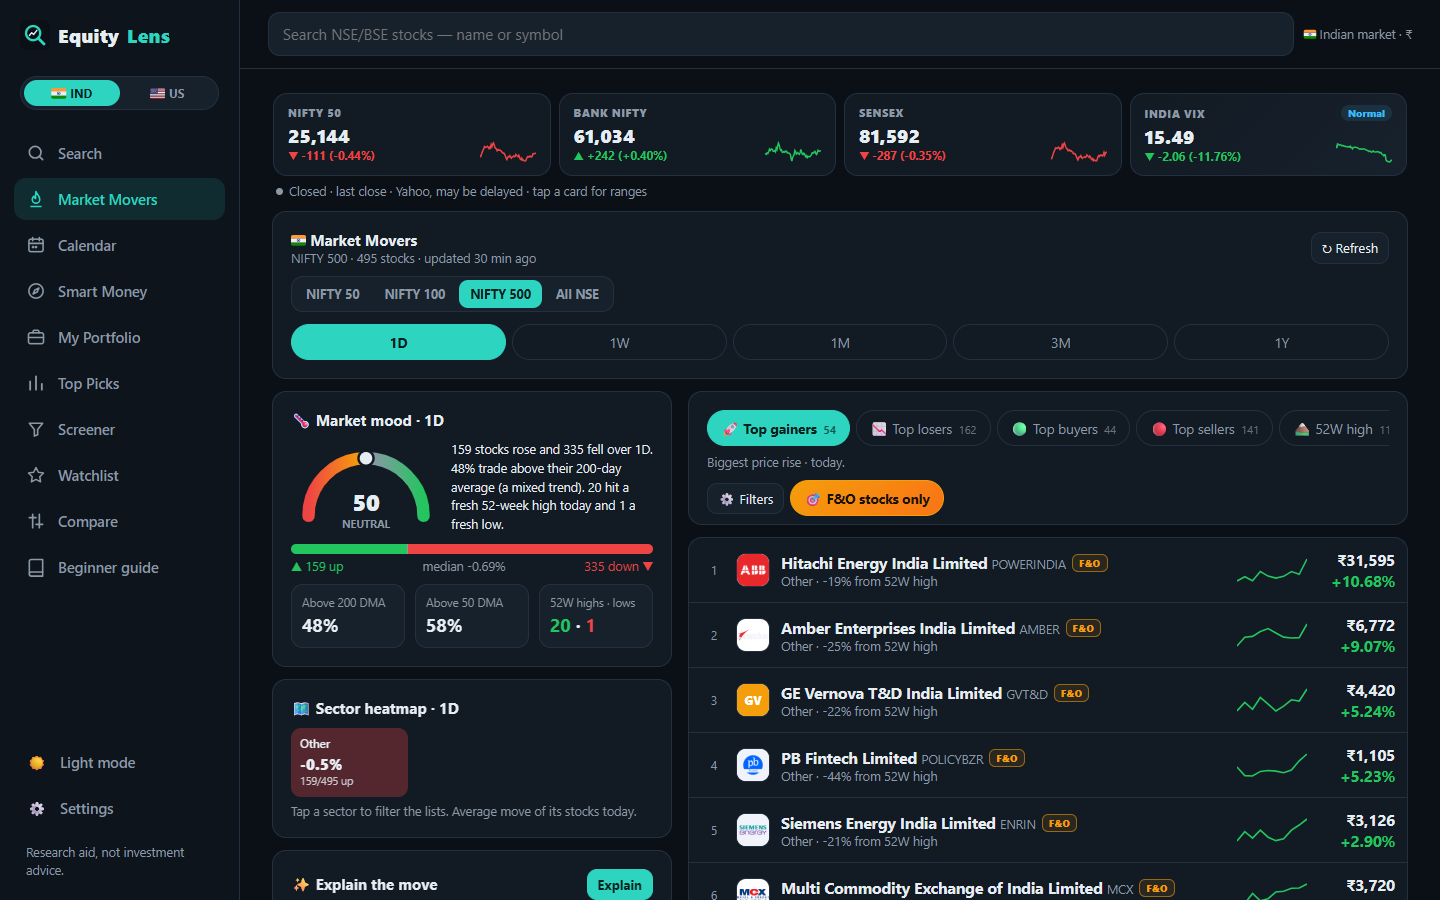 Equity Lens
IND
US
Search
Market Movers
Calendar
Smart Money
My Portfolio
Top Picks
Screener
Watchlist
Compare
Beginner guide
Light mode
Settings
Research aid, not investment
advice.
Search NSE/BSE stocks — name or symbol
Indian market · ₹
NIFTY 50
25,144
▼ -111 (-0.44%)
BANK NIFTY
61,034
▲ +242 (+0.40%)
SENSEX
81,592
▼ -287 (-0.35%)
INDIA VIX
Normal
15.49
▼ -2.06 (-11.76%)
Closed · last close · Yahoo, may be delayed · tap a card for ranges
Market Movers
NIFTY 500 · 495 stocks · updated 30 min ago
↻ Refresh
NIFTY 50 NIFTY 100 NIFTY 500 All NSE
1D 1W 1M 3M 1Y
Market mood · 1D
50
NEUTRAL
159 stocks rose and 335 fell over 1D.
48% trade above their 200-day
average (a mixed trend). 20 hit a
fresh 52-week high today and 1 a
fresh low.
▲ 159 up median -0.69% 335 down ▼
Above 200 DMA
48%
Above 50 DMA
58%
52W highs · lows
20 · 1
Sector heatmap · 1D
Other
-0.5%
159/495 up
Tap a sector to filter the lists. Average move of its stocks today.
Explain the move
Explain
Top gainers 54
Top losers 162
Top buyers 44
Top sellers 141
52W high 11
Biggest price rise · today.
Filters
F&O stocks only
1
ABB
Hitachi Energy India Limited POWERINDIA F&O
Other · -19% from 52W high
₹31,595
+10.68%
2
Amber Enterprises India Limited AMBER F&O
Other · -25% from 52W high
₹6,772
+9.07%
3
GV
GE Vernova T&D India Limited GVT&D F&O
Other · -22% from 52W high
₹4,420
+5.24%
4
pb
PB Fintech Limited POLICYBZR F&O
Other · -44% from 52W high
₹1,105
+5.23%
5
SIEMENS
energy
Siemens Energy India Limited ENRIN F&O
Other · -21% from 52W high
₹3,126
+2.90%
6
MCX
Multi Commodity Exchange of India Limited MCX F&O
₹3,720